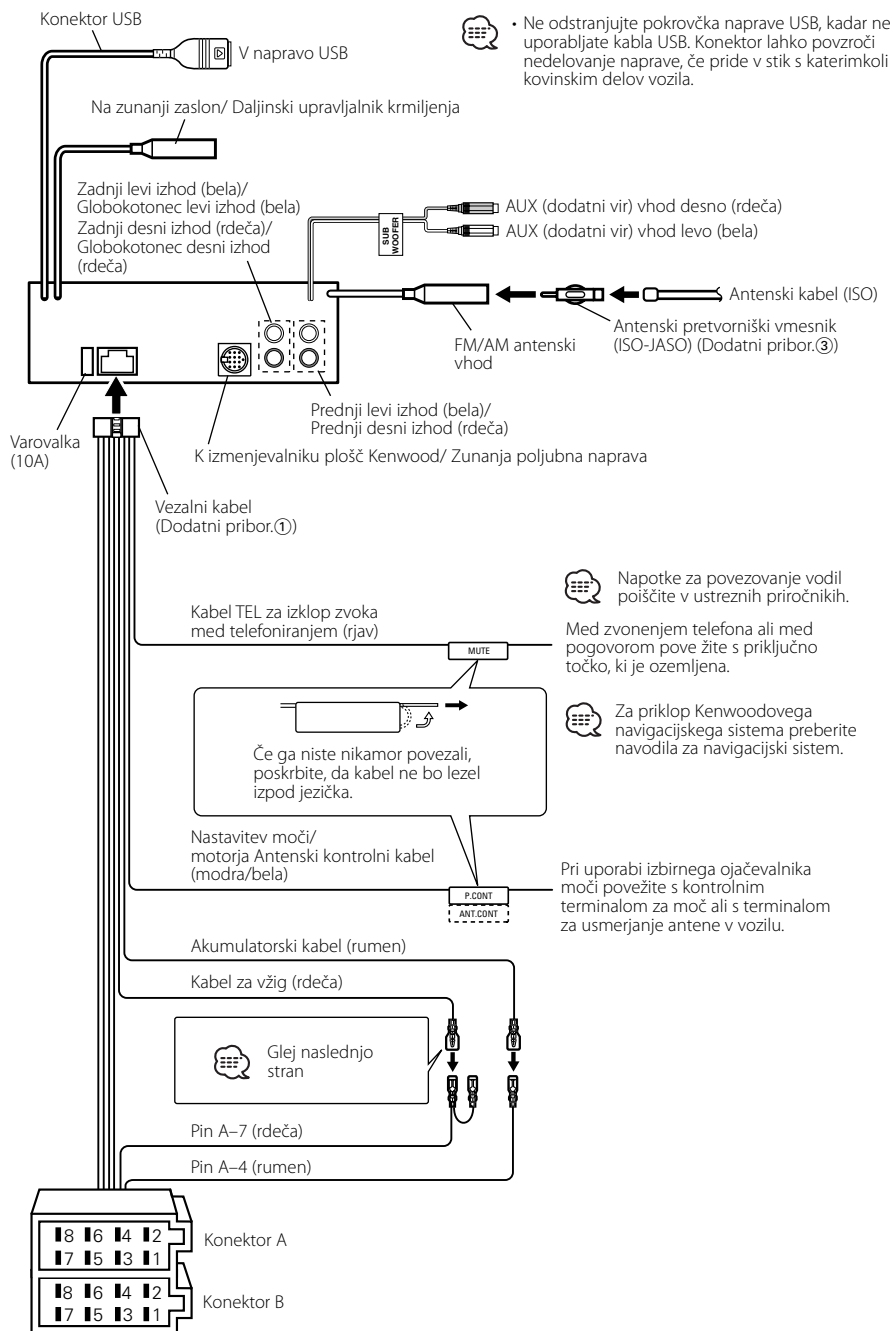 Konektor USB
V napravo USB
• Ne odstranjujte pokrovčka naprave USB, kadar ne
uporabljate kabla USB. Konektor lahko povzroči
nedelovanje naprave, če pride v stik s katerimkoli
kovinskim delov vozila.
Na zunanji zaslon/ Daljinski upravljalnik krmiljenja
Zadnji levi izhod (bela)/
Globokotonec levi izhod (bela)
Zadnji desni izhod (rdeča)/
Globokotonec desni izhod
(rdeča)
SUB
WOOFER
AUX (dodatni vir) vhod desno (rdeča)
AUX (dodatni vir) vhod levo (bela)
Antenski kabel (ISO)
Antenski pretvorniški vmesnik
(ISO-JASO) (Dodatni pribor.③)
FM/AM antenski
vhod
Prednji levi izhod (bela)/
Prednji desni izhod (rdeča)
Varovalka
(10A)
K izmenjevalniku plošč Kenwood/ Zunanja poljubna naprava
Vezalni kabel
(Dodatni pribor.①)
Napotke za povezovanje vodil
poiščite v ustreznih priročnikih.
Kabel TEL za izklop zvoka
med telefoniranjem (rjav)
MUTE
Med zvonenjem telefona ali med
pogovorom pove žite s priključno
točko, ki je ozemljena.
Za priklop Kenwoodovega
navigacijskega sistema preberite
navodila za navigacijski sistem.
Če ga niste nikamor povezali,
poskrbite, da kabel ne bo lezel
izpod jezička.
Nastavitev moči/
motorja Antenski kontrolni kabel
(modra/bela)
P.CONT
ANT.CONT
Pri uporabi izbirnega ojačevalnika
moči povežite s kontrolnim
terminalom za moč ali s terminalom
za usmerjanje antene v vozilu.
Akumulatorski kabel (rumen)
Kabel za vžig (rdeča)
Glej naslednjo
stran
Pin A–7 (rdeča)
Pin A–4 (rumen)
8 6 4 2
7 5 3 1
Konektor A
8 6 4 2
7 5 3 1
Konektor B